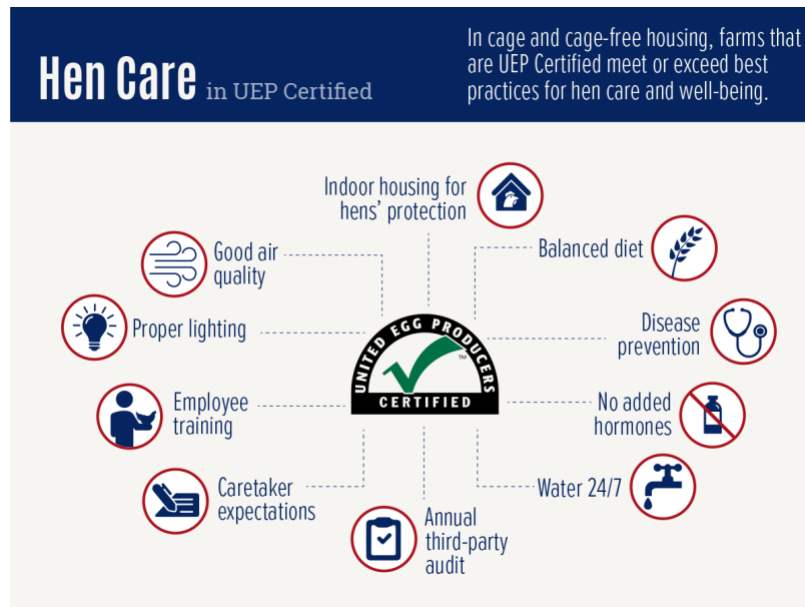 Hen Care in UEP Certified
In cage and cage-free housing, farms that
are UEP Certified meet or exceed best
practices for hen care and well-being.
Indoor housing for
hens' protection
Good air
quality
Balanced diet
Proper lighting
Disease
prevention
UNITED EGG PRODUCERS
TM
CERTIFIED
Employee
training
No added
hormones
Caretaker
expectations
Water 24/7
Annual
third-party
audit